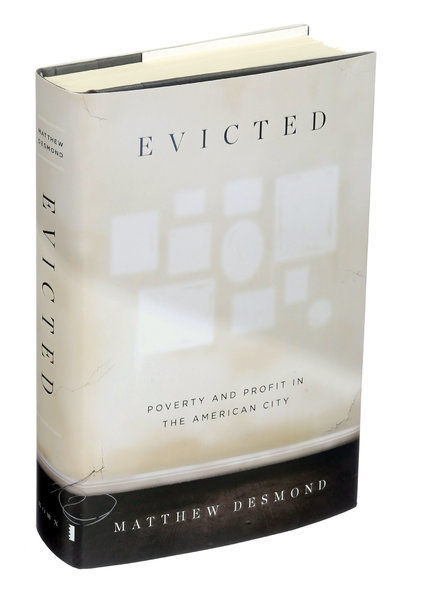 EVICTED
POVERTY AND PROFIT IN
THE AMERICAN CITY
MATTHEW DESMOND
MATTHEW
DESMOND
EVICTED